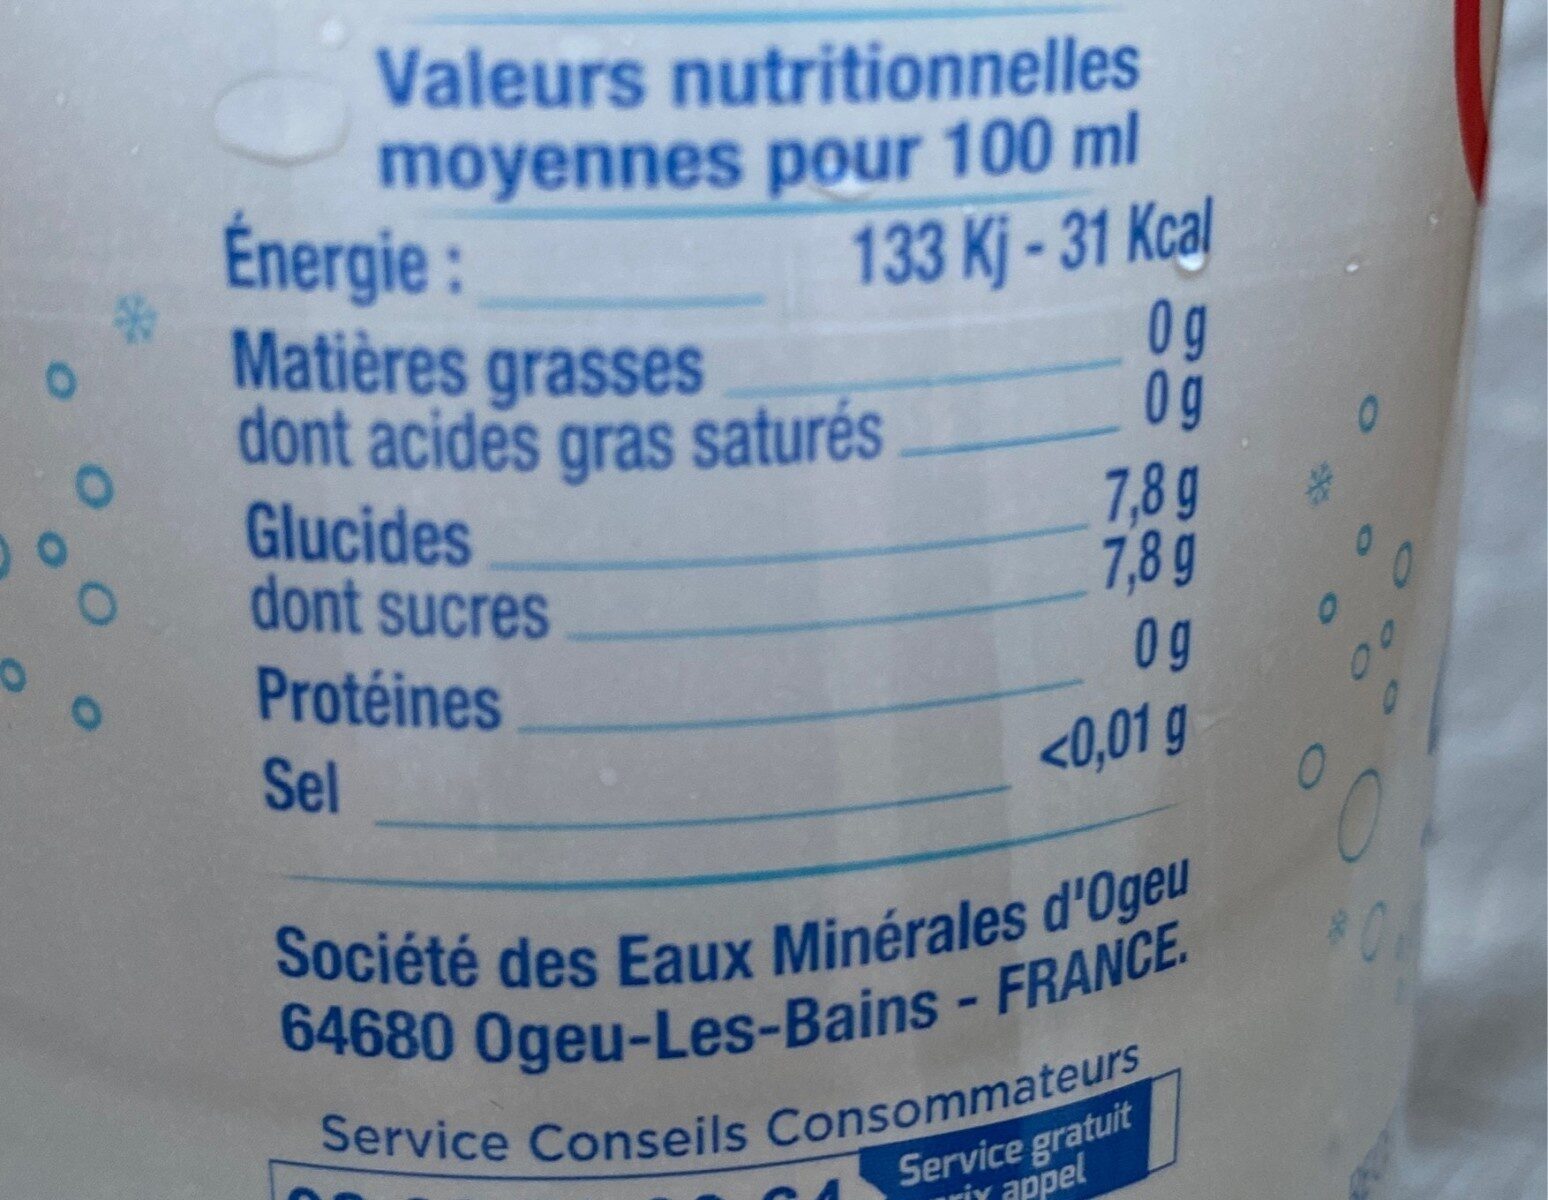 Valeurs nutritionnelles
moyennes pour 100 ml
Énergie : 133 Kj - 31 Kcal
Matières grasses 0 g
dont acides gras saturés 0 g
Glucides 7,8 g
dont sucres 7,8 g
Protéines 0 g
Sel <0,01 g
Société des Eaux Minérales d'Ogeu
64680 Ogeu-Les-Bains - FRANCE.
Service Conseils Consommateurs
Service gratuit
appel